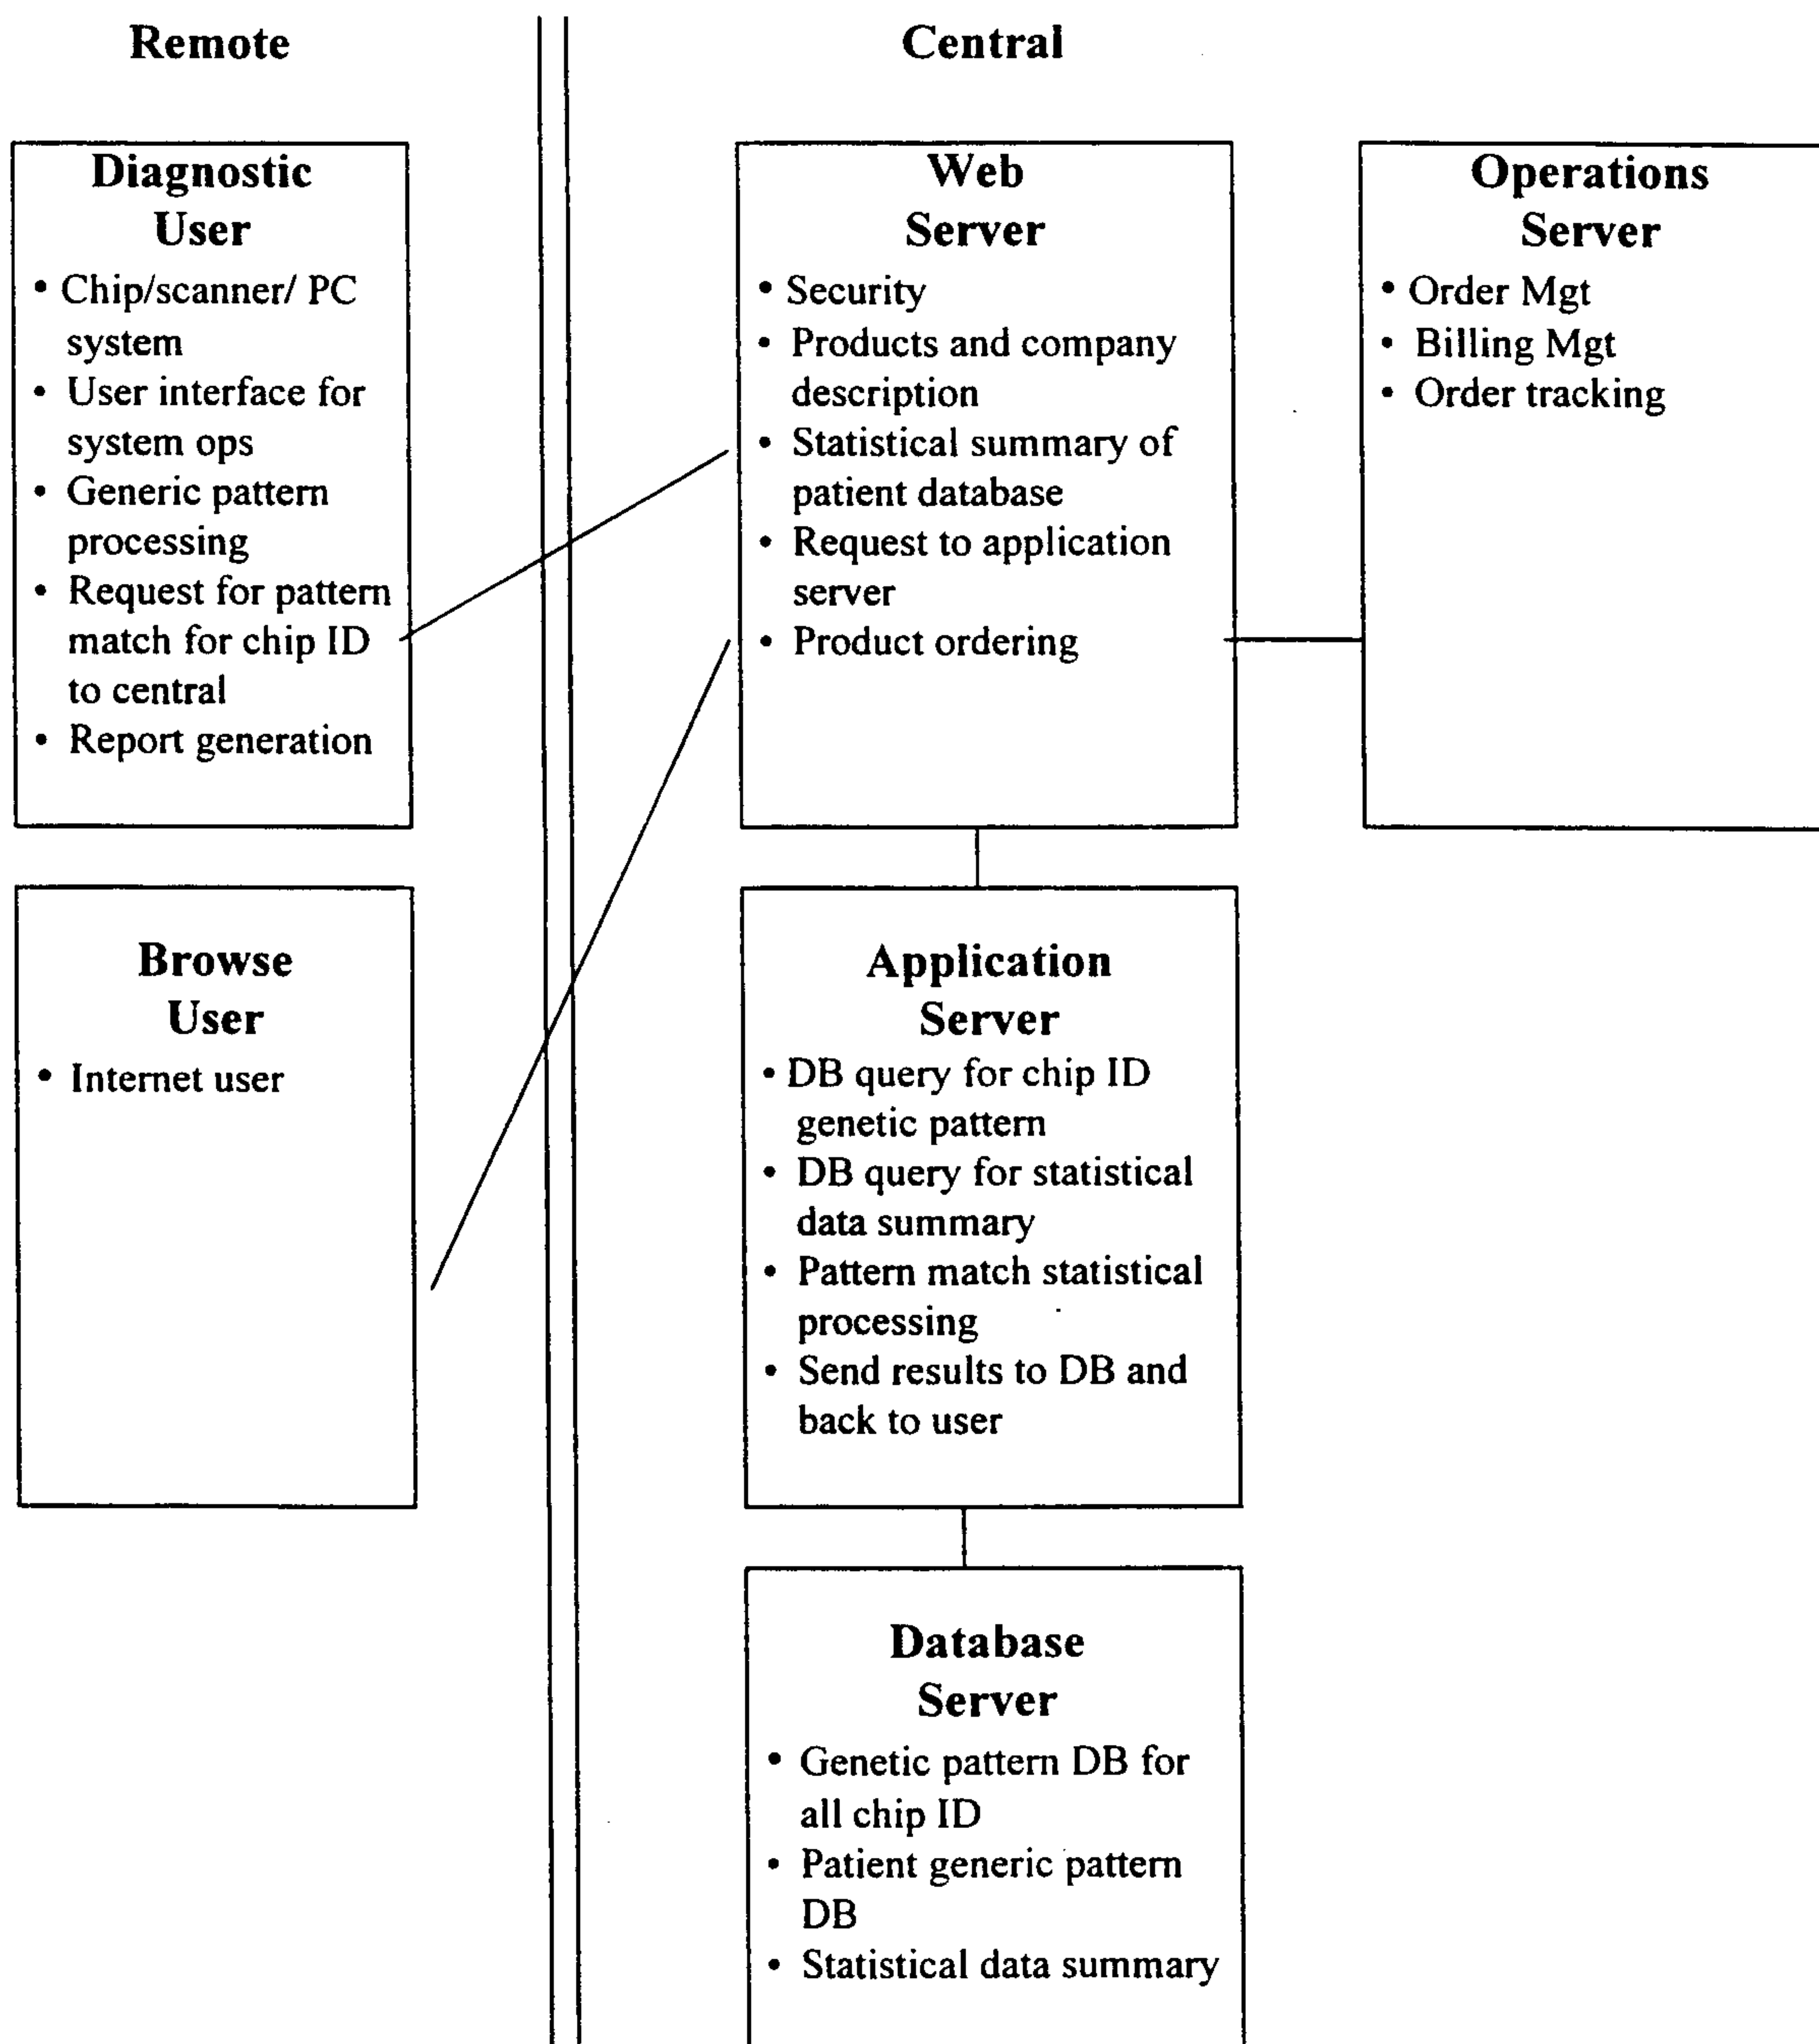 Remote
Central
Diagnostic
User
• Chip/scanner/ PC
system
• User interface for
system ops
• Generic pattern
processing
• Request for pattern
match for chip ID
to central
• Report generation
Web
Server
• Security
• Products and company
description
• Statistical summary of
patient database
• Request to application
server
• Product ordering
Operations
Server
• Order Mgt
• Billing Mgt
• Order tracking
Browse
User
• Internet user
Application
Server
• DB query for chip ID
genetic pattern
• DB query for statistical
data summary
• Pattern match statistical
processing
• Send results to DB and
back to user
Database
Server
• Genetic pattern DB for
all chip ID
• Patient generic pattern
DB
• Statistical data summary